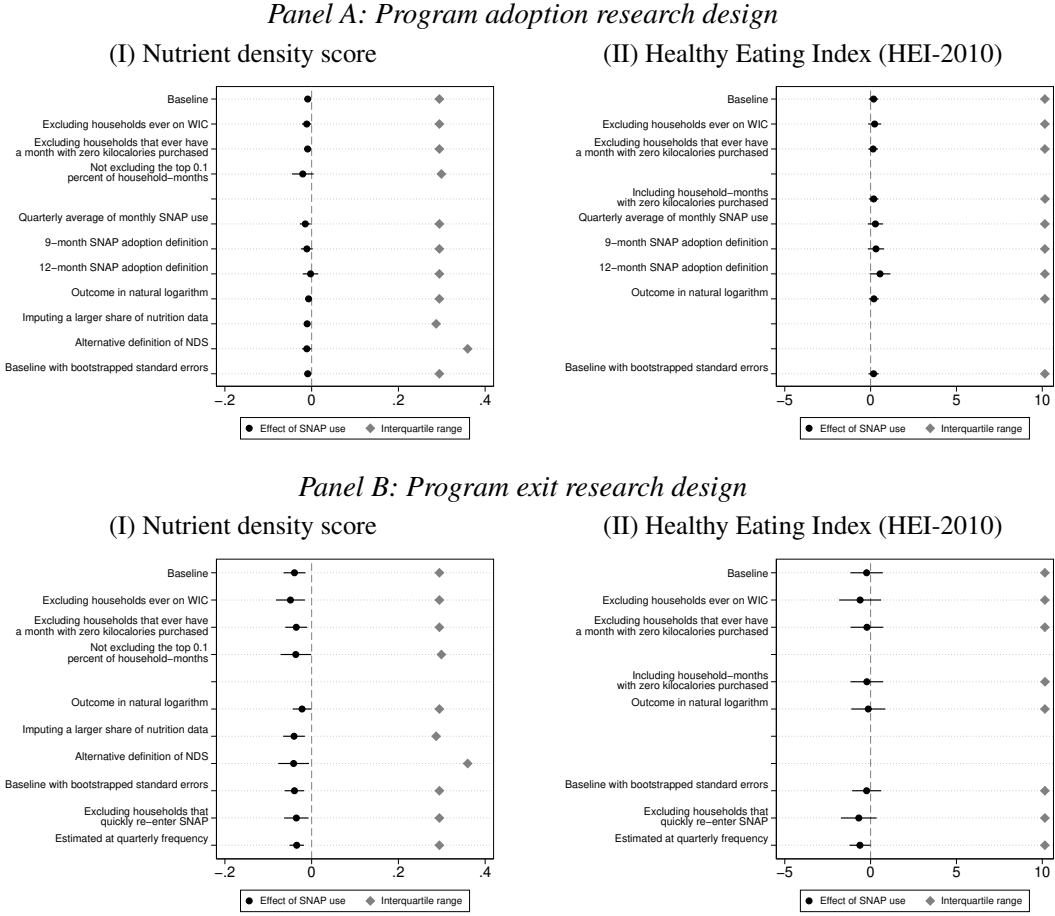 Panel A: Program adoption research design
(I) Nutrient density score
Baseline
Excluding households ever on WIC
Excluding households that ever have
a month with zero kilocalories purchased
Not excluding the top 0.1
percent of household−months
Quarterly average of monthly SNAP use
9−month SNAP adoption definition
12−month SNAP adoption definition
Outcome in natural logarithm
Imputing a larger share of nutrition data
Alternative definition of NDS
Baseline with bootstrapped standard errors
−.2 0 .2 .4
Effect of SNAP use Interquartile range
(II) Healthy Eating Index (HEI-2010)
Baseline
Excluding households ever on WIC
Excluding households that ever have
a month with zero kilocalories purchased
Including household−months
with zero kilocalories purchased
Quarterly average of monthly SNAP use
9−month SNAP adoption definition
12−month SNAP adoption definition
Outcome in natural logarithm
Baseline with bootstrapped standard errors
−5 0 5 10
Effect of SNAP use Interquartile range
Panel B: Program exit research design
(I) Nutrient density score
Baseline
Excluding households ever on WIC
Excluding households that ever have
a month with zero kilocalories purchased
Not excluding the top 0.1
percent of household−months
Outcome in natural logarithm
Imputing a larger share of nutrition data
Alternative definition of NDS
Baseline with bootstrapped standard errors
Excluding households that
quickly re−enter SNAP
Estimated at quarterly frequency
−.2 0 .2 .4
Effect of SNAP use Interquartile range
(II) Healthy Eating Index (HEI-2010)
Baseline
Excluding households ever on WIC
Excluding households that ever have
a month with zero kilocalories purchased
Including household−months
with zero kilocalories purchased
Outcome in natural logarithm
Baseline with bootstrapped standard errors
Excluding households that
quickly re−enter SNAP
Estimated at quarterly frequency
−5 0 5 10
Effect of SNAP use Interquartile range